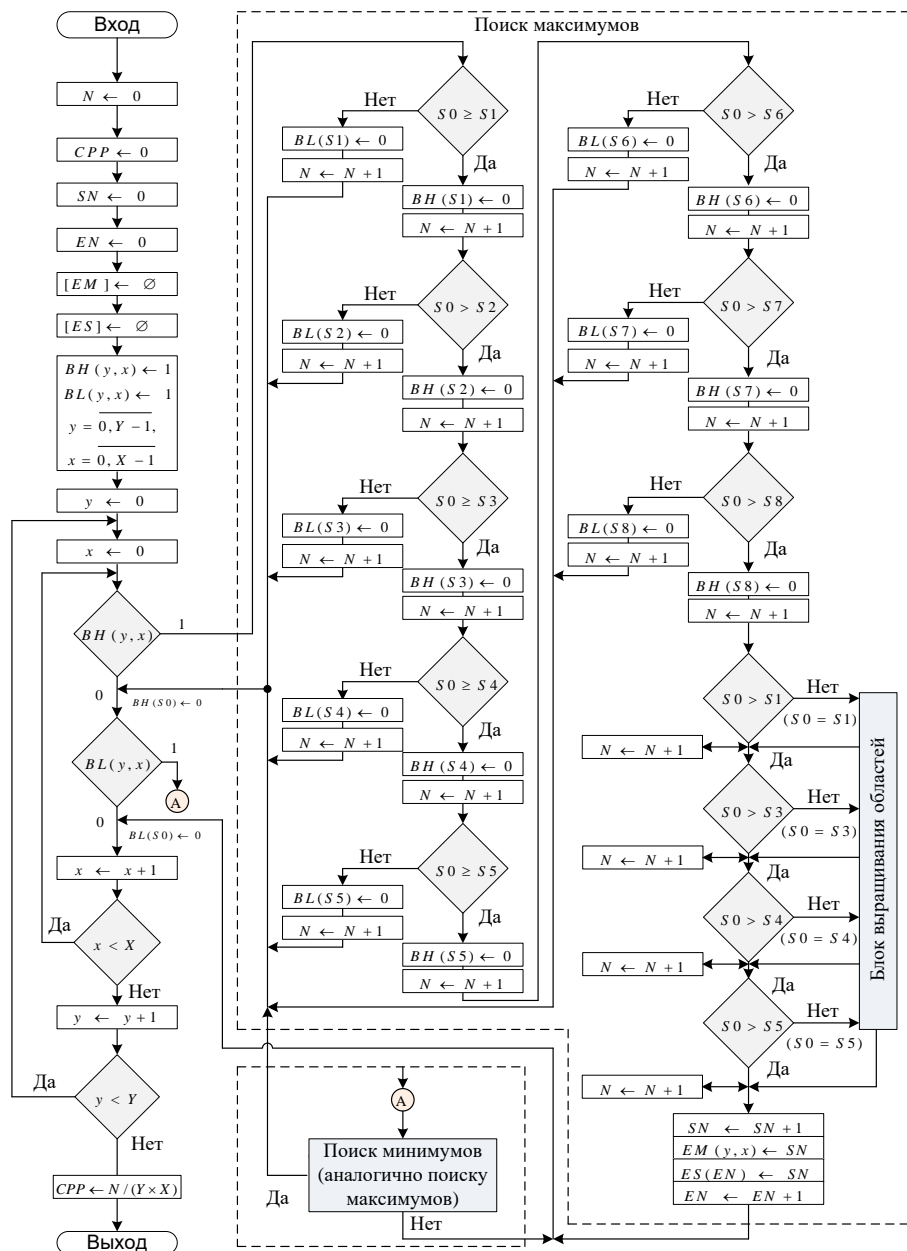 Вход
N ← 0
CPP ← 0
SN ← 0
EN ← 0
[EM] ← ∅
[ES] ← ∅
BH(y,x) ← 1
BL(y,x) ← 1
y = 0,Y−1,
x = 0,X−1
y ← 0
x ← 0
BH(y,x)
1
0
BH(S0) ← 0
BL(y,x)
1
A
0
BL(S0) ← 0
x ← x+1
x < X
Да
Нет
y ← y+1
y < Y
Да
Нет
CPP ← N/(Y×X)
Выход
Поиск максимумов
S0 ≥ S1
Нет
BL(S1) ← 0
N ← N+1
Да
BH(S1) ← 0
N ← N+1
S0 > S2
Нет
BL(S2) ← 0
N ← N+1
Да
BH(S2) ← 0
N ← N+1
S0 ≥ S3
Нет
BL(S3) ← 0
N ← N+1
Да
BH(S3) ← 0
N ← N+1
S0 ≥ S4
Нет
BL(S4) ← 0
N ← N+1
Да
BH(S4) ← 0
N ← N+1
S0 ≥ S5
Нет
BL(S5) ← 0
N ← N+1
Да
BH(S5) ← 0
N ← N+1
S0 > S6
Нет
BL(S6) ← 0
N ← N+1
Да
BH(S6) ← 0
N ← N+1
S0 > S7
Нет
BL(S7) ← 0
N ← N+1
Да
BH(S7) ← 0
N ← N+1
S0 > S8
Нет
BL(S8) ← 0
N ← N+1
Да
BH(S8) ← 0
N ← N+1
S0 > S1
Нет
(S0 = S1)
N ← N+1
Да
S0 > S3
Нет
(S0 = S3)
N ← N+1
Да
S0 > S4
Нет
(S0 = S4)
N ← N+1
Да
S0 > S5
Нет
(S0 = S5)
N ← N+1
Да
Блок выращивания областей
SN ← SN+1
EM(y,x) ← SN
ES(EN) ← SN
EN ← EN+1
A
Поиск минимумов
(аналогично поиску
максимумов)
Да
Нет